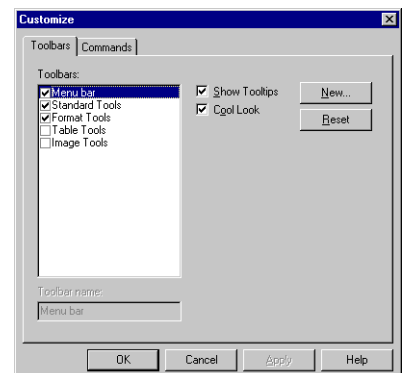 Customize
Toolbars Commands
Toolbars:
Menu bar
Standard Tools
Format Tools
Table Tools
Image Tools
Show Tooltips
Cool Look
New...
Reset
Toolbar name:
Menu bar
OK Cancel Apply Help